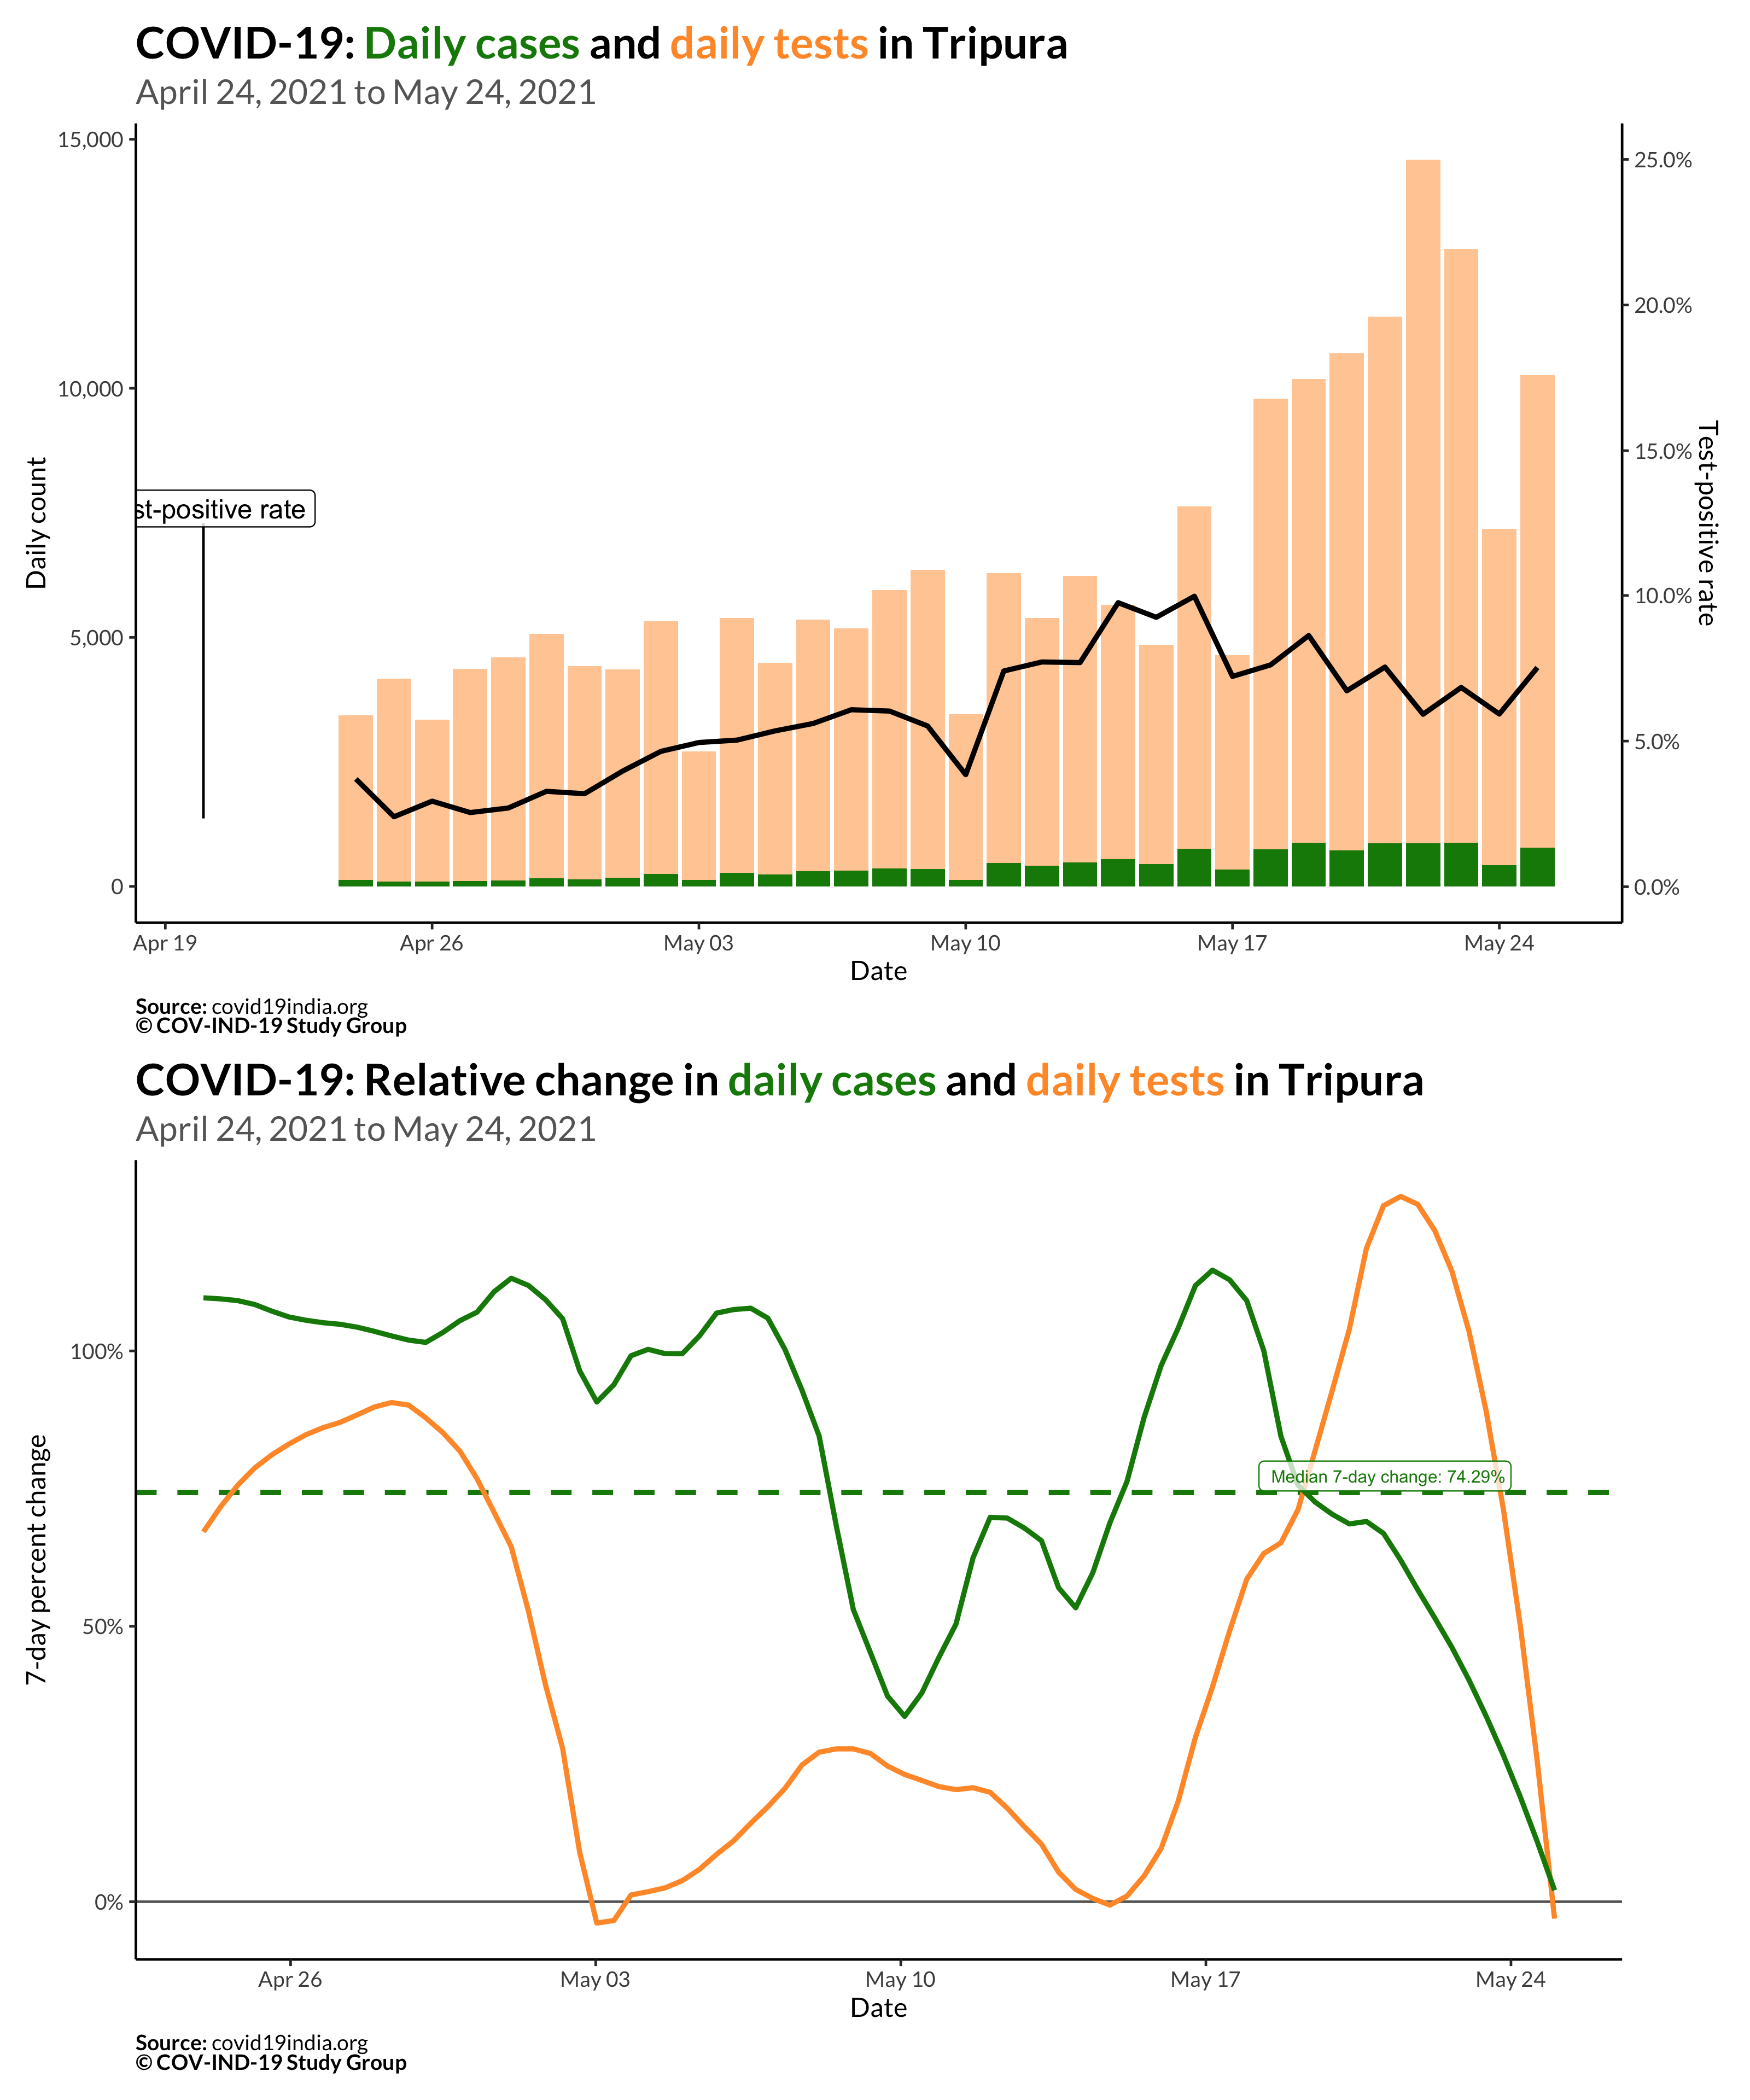 COVID-19: Daily cases and daily tests in Tripura
April 24, 2021 to May 24, 2021
15,000
10,000
5,000
0
Daily count
st-positive rate
25.0%
20.0%
15.0%
10.0%
5.0%
0.0%
Test-positive rate
Apr 19
Apr 26
May 03
May 10
May 17
May 24
Date
Source: covid19india.org
© COV-IND-19 Study Group
COVID-19: Relative change in daily cases and daily tests in Tripura
April 24, 2021 to May 24, 2021
100%
50%
0%
7-day percent change
Median 7-day change: 74.29%
Apr 26
May 03
May 10
May 17
May 24
Date
Source: covid19india.org
© COV-IND-19 Study Group